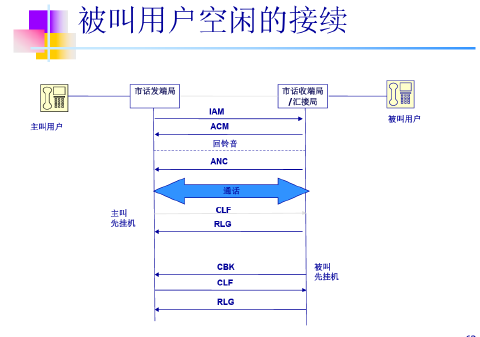 被叫用户空闲的接续
市话发端局
市话收端局
/汇接局
主叫用户
被叫用户
IAM
ACM
回铃音
ANC
通话
主叫
先挂机
CLF
RLG
CBK
被叫
先挂机
CLF
RLG